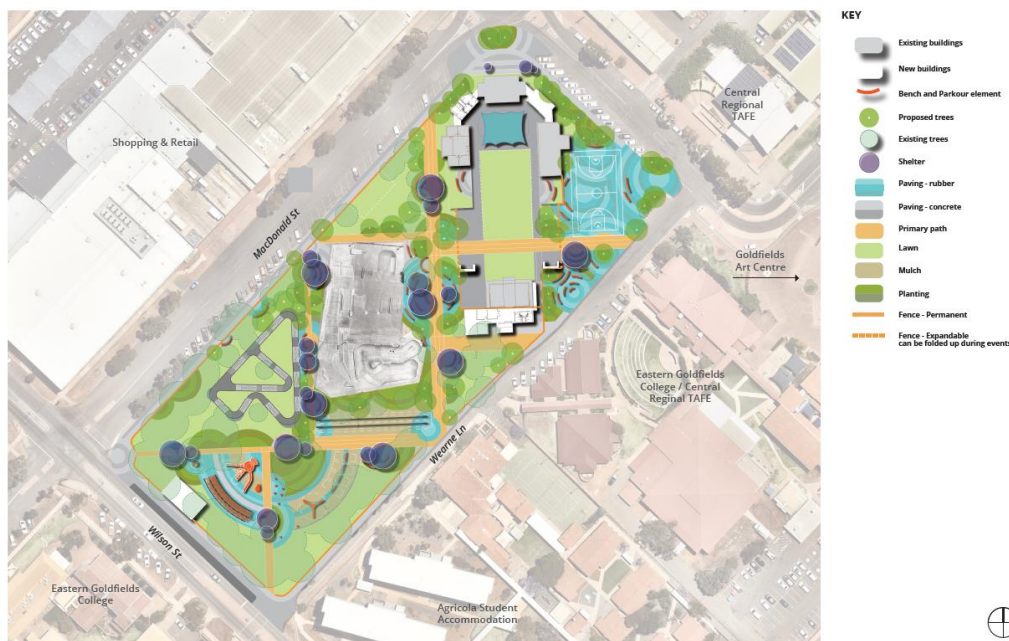 KEY
Existing buildings
New buildings
Bench and Parkour element
Proposed trees
Existing trees
Shelter
Paving - rubber
Paving - concrete
Primary path
Lawn
Mulch
Planting
Fence - Permanent
Fence - Expandable
can be folded up during events
Shopping & Retail
Central
Regional
TAFE
MacDonald St
Goldfields
Art Centre
Eastern Goldfields
College / Central
Reginal TAFE
Wearne Ln
Wilson St
Eastern Goldfields
College
Agricola Student
Accommodation